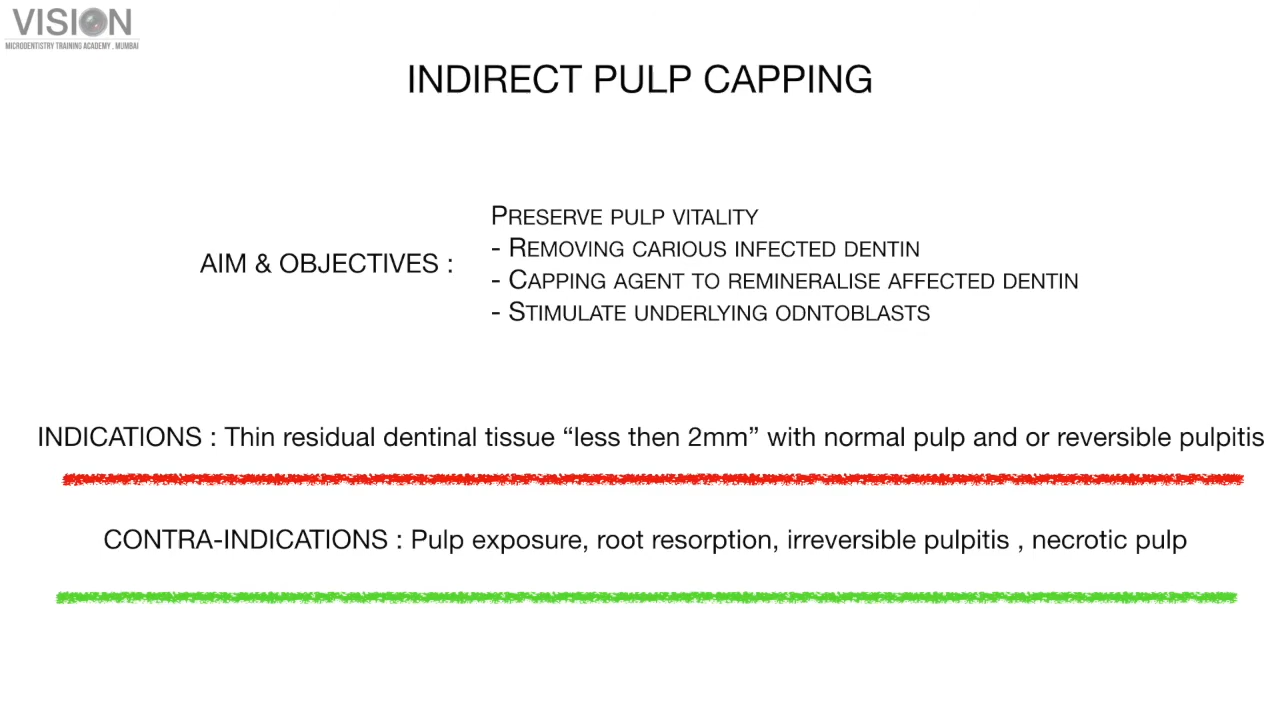 VISION
MICRODENTISTRY TRAINING ACADEMY , MUMBAI
INDIRECT PULP CAPPING
AIM & OBJECTIVES :
PRESERVE PULP VITALITY
- REMOVING CARIOUS INFECTED DENTIN
- CAPPING AGENT TO REMINERALISE AFFECTED DENTIN
- STIMULATE UNDERLYING ODNTOBLASTS
INDICATIONS : Thin residual dentinal tissue “less then 2mm” with normal pulp and or reversible pulpitis
CONTRA-INDICATIONS : Pulp exposure, root resorption, irreversible pulpitis , necrotic pulp